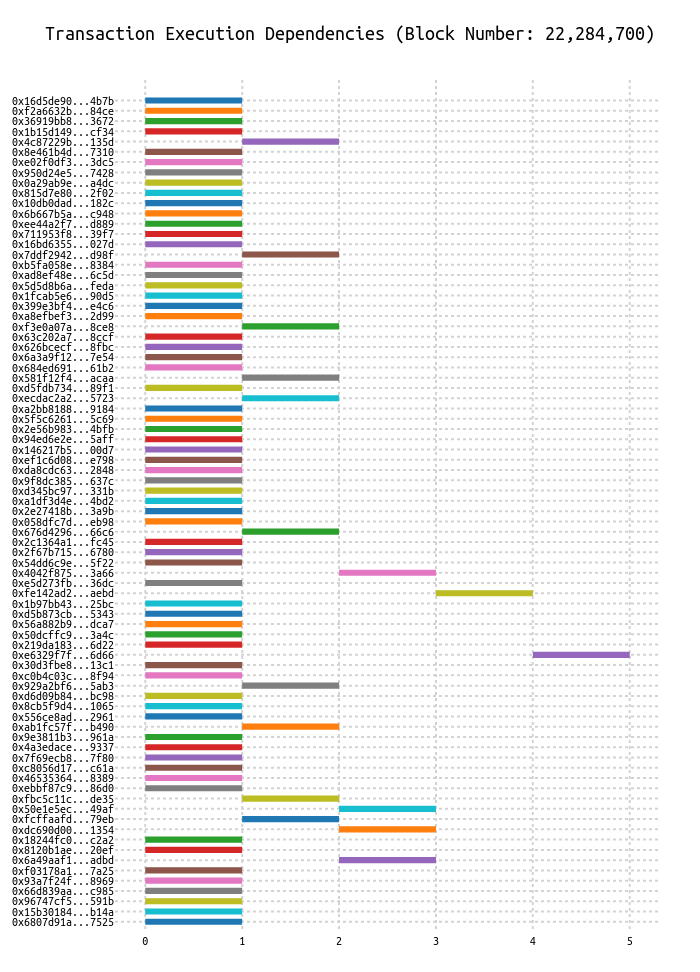 Transaction Execution Dependencies (Block Number: 22,284,700)
0x16d5de90...4b7b
0xf2a6632b...84ce
0x36919bb8...3672
0x1b15d149...cf34
0x4c87229b...135d
0x8e461b4d...7310
0xe02f0df3...3dc5
0x950d24e5...7428
0x0a29ab9e...a4dc
0x815d7e80...2f02
0x10db0dad...182c
0x6b667b5a...c948
0xee44a2f7...d889
0x711953f8...39f7
0x16bd6355...027d
0x7ddf2942...d98f
0xb5fa058e...8384
0xad8ef48e...6c5d
0x5d5d8b6a...feda
0x1fcab5e6...90d5
0x399e3bf4...e4c6
0xa8efbef3...2d99
0xf3e0a07a...8ce8
0x63c202a7...8ccf
0x626bcecf...8fbc
0x6a3a9f12...7e54
0x684ed691...61b2
0x581f12f4...acaa
0xd5fdb734...89f1
0xecdac2a2...5723
0xa2bb8188...9184
0x5f5c6261...5c69
0x2e56b983...4bfb
0x94ed6e2e...5aff
0x146217b5...00d7
0xef1c6d08...e798
0xda8cdc63...2848
0x9f8dc385...637c
0xd345bc97...331b
0xa1df3d4e...4bd2
0x2e27418b...3a9b
0x058dfc7d...eb98
0x676d4296...66c6
0x2c1364a1...fc45
0x2f67b715...6780
0x54dd6c9e...5f22
0x4042f875...3a66
0xe5d273fb...36dc
0xfe142ad2...aebd
0x1b97bb43...25bc
0xd5b873cb...5343
0x56a882b9...dca7
0x50dcffc9...3a4c
0x219da183...6d22
0xe6329f7f...6d66
0x30d3fbe8...13c1
0xc0b4c03c...8f94
0x929a2bf6...5ab3
0xd6d09b84...bc98
0x8cb5f9d4...1065
0x556ce8ad...2961
0xab1fc57f...b490
0x9e3811b3...961a
0x4a3edace...9337
0x7f69ecb8...7f80
0xc8056d17...c61a
0x46535364...8389
0xebbf87c9...86d0
0xfbc5c11c...de35
0x50e1e5ec...49af
0xfcffaafd...79eb
0xdc690d00...1354
0x18244fc0...c2a2
0x8120b1ae...20ef
0x6a49aaf1...adbd
0xf03178a1...7a25
0x93a7f24f...8969
0x66d839aa...c985
0x96747cf5...591b
0x15b30184...b14a
0x6807d91a...7525
0 1 2 3 4 5